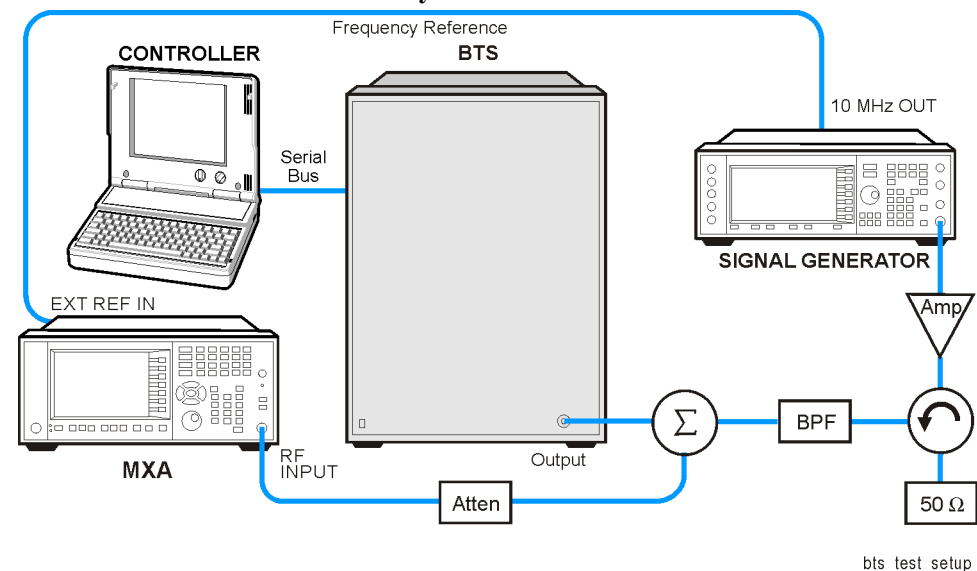 Frequency Reference
CONTROLLER
BTS
10 MHz OUT
Serial
Bus
SIGNAL GENERATOR
EXT REF IN
Amp
Σ
BPF
RF
INPUT
MXA
Output
Atten
50 Ω
bts test setup